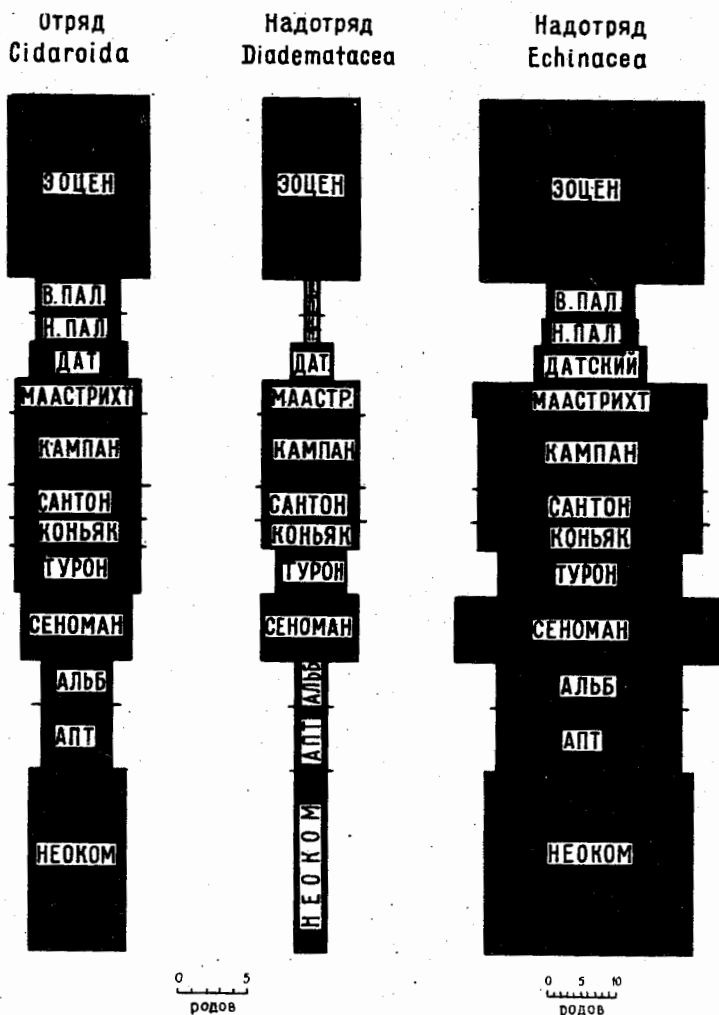 Отряд
Cidaroida
ЭОЦЕН
В.ПАЛ.
Н.ПАЛ.
ДАТ
МААСТРИХТ
КАМПАН
САНТОН
КОНЬЯК
ТУРОН
СЕНОМАН
АЛЬБ
АПТ
НЕОКОМ
Надотряд
Diadematacea
ЭОЦЕН
ДАТ.
МААСТР.
КАМПАН
САНТОН
КОНЬЯК
ТУРОН
СЕНОМАН
АЛЬБ
АПТ
НЕОКОМ
0 5
родов
Надотряд
Echinacea
ЭОЦЕН
В.ПАЛ.
Н.ПАЛ.
ДАТСКИЙ
МААСТРИХТ
КАМПАН
САНТОН
КОНЬЯК
ТУРОН
СЕНОМАН
АЛЬБ
АПТ
НЕОКОМ
0 5 10
родов